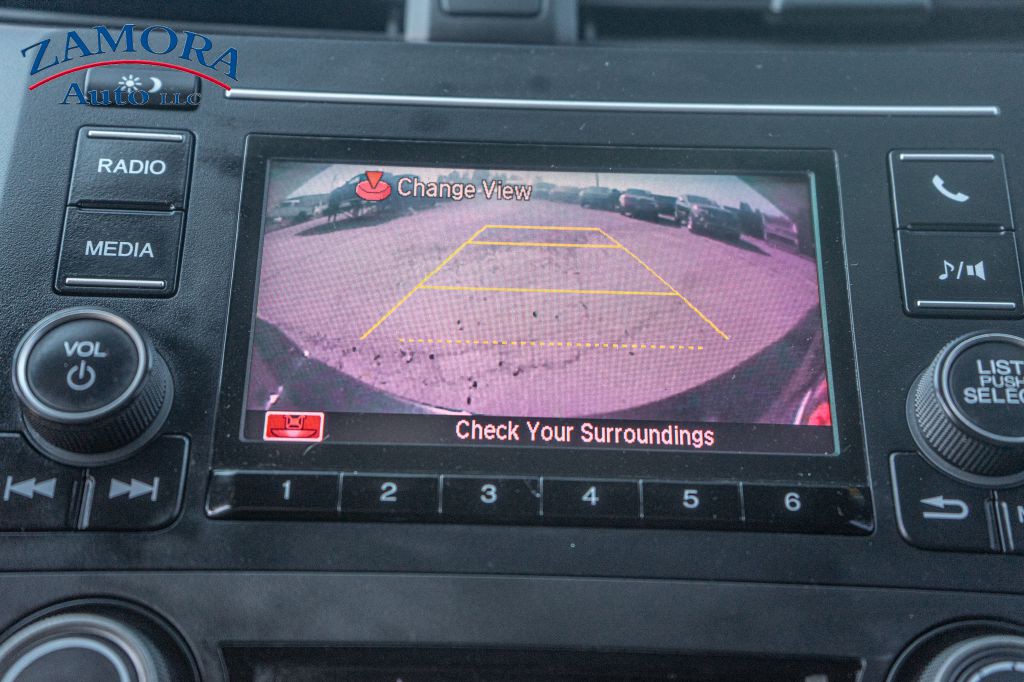 ZAMORA
Auto LLC
RADIO
MEDIA
VOL
Change View
Check Your Surroundings
1 2 3 4 5 6
LIST
PUSH
SELECT